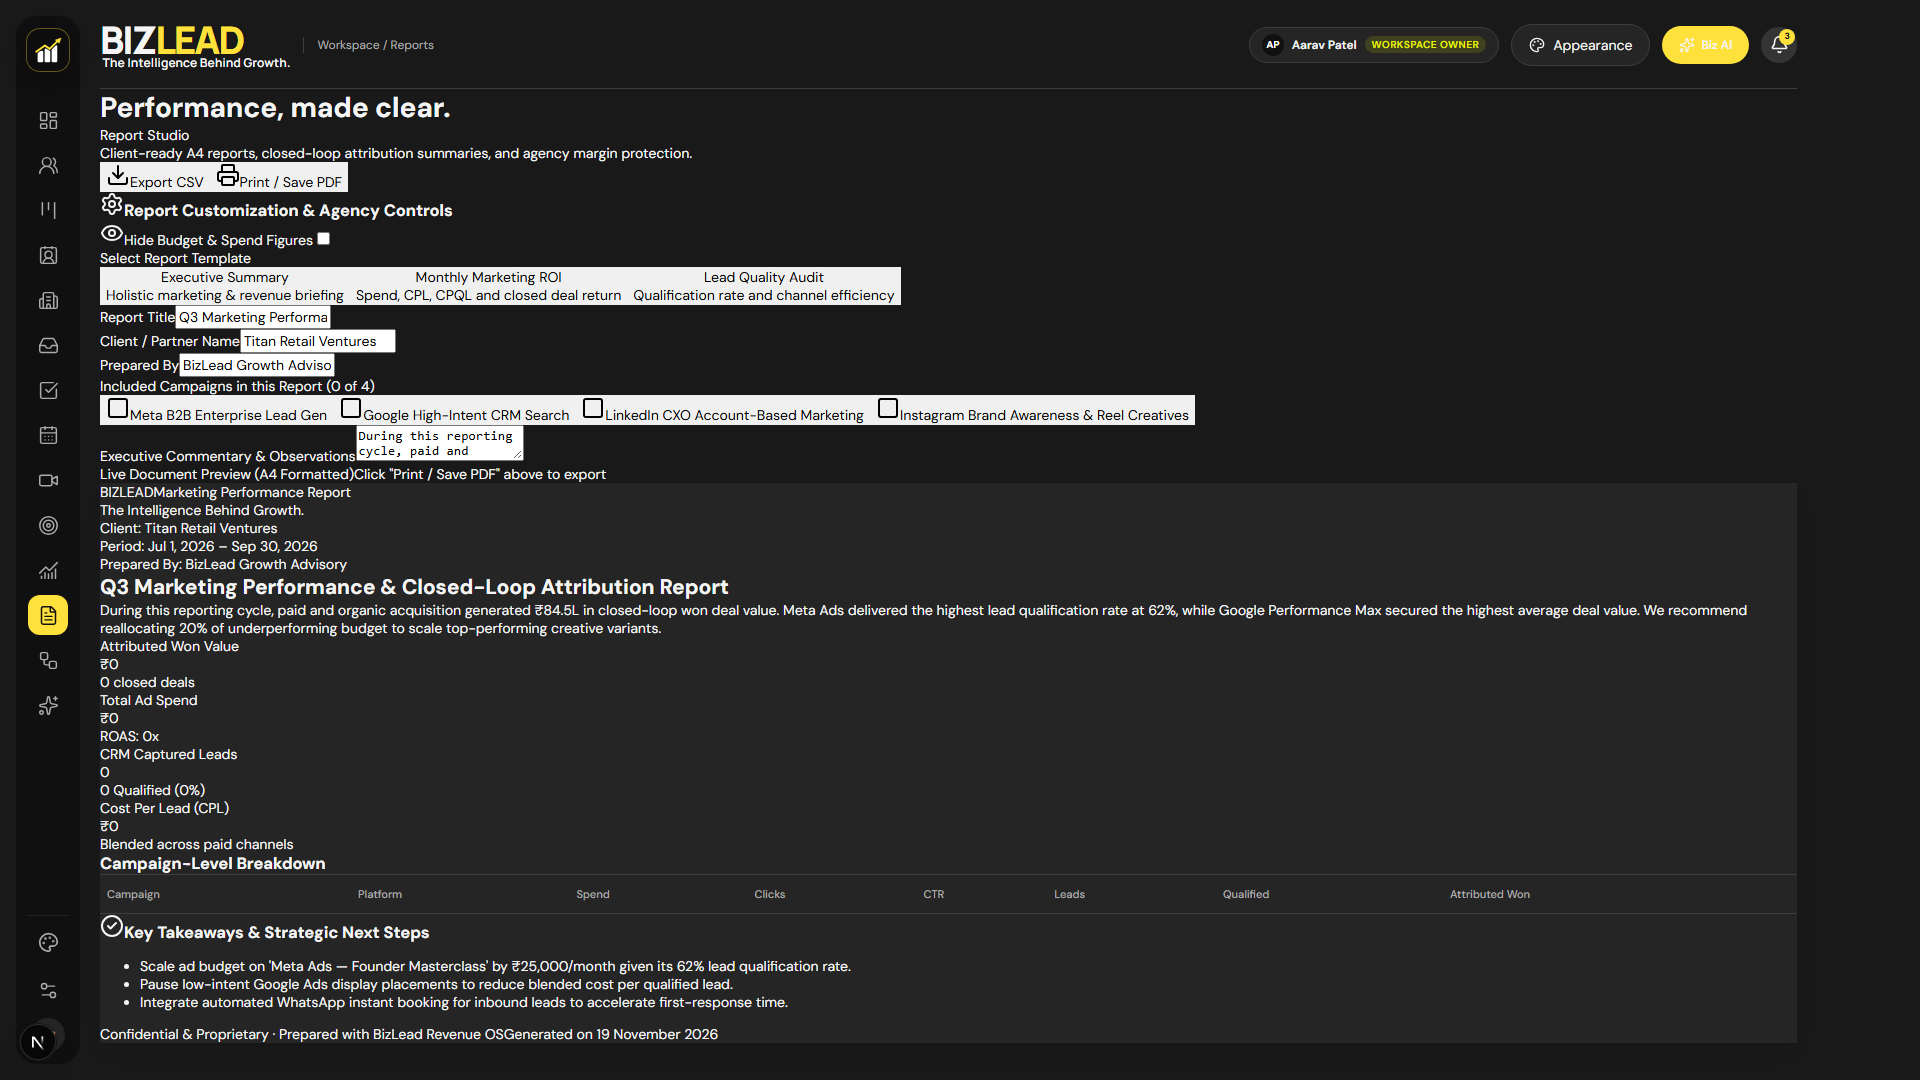 BIZLEAD
The Intelligence Behind Growth.
Workspace / Reports
AP Aarav Patel WORKSPACE OWNER
Appearance
Biz AI
3
Performance, made clear.
Report Studio
Client-ready A4 reports, closed-loop attribution summaries, and agency margin protection.
Export CSV Print / Save PDF
Report Customization & Agency Controls
Hide Budget & Spend Figures
Select Report Template
Executive Summary Monthly Marketing ROI Lead Quality Audit
Holistic marketing & revenue briefing Spend, CPL, CPQL and closed deal return Qualification rate and channel efficiency
Report Title Q3 Marketing Performa
Client / Partner Name Titan Retail Ventures
Prepared By BizLead Growth Adviso
Included Campaigns in this Report (0 of 4)
Meta B2B Enterprise Lead Gen Google High-Intent CRM Search LinkedIn CXO Account-Based Marketing Instagram Brand Awareness & Reel Creatives
During this reporting
cycle, paid and
Executive Commentary & Observations
Live Document Preview (A4 Formatted)Click "Print / Save PDF" above to export
BIZLEADMarketing Performance Report
The Intelligence Behind Growth.
Client: Titan Retail Ventures
Period: Jul 1, 2026 – Sep 30, 2026
Prepared By: BizLead Growth Advisory
Q3 Marketing Performance & Closed-Loop Attribution Report
During this reporting cycle, paid and organic acquisition generated ₹84.5L in closed-loop won deal value. Meta Ads delivered the highest lead qualification rate at 62%, while Google Performance Max secured the highest average deal value. We recommend
reallocating 20% of underperforming budget to scale top-performing creative variants.
Attributed Won Value
₹0
0 closed deals
Total Ad Spend
₹0
ROAS: 0x
CRM Captured Leads
0
0 Qualified (0%)
Cost Per Lead (CPL)
₹0
Blended across paid channels
Campaign-Level Breakdown
Campaign Platform Spend Clicks CTR Leads Qualified Attributed Won
Key Takeaways & Strategic Next Steps
• Scale ad budget on 'Meta Ads — Founder Masterclass' by ₹25,000/month given its 62% lead qualification rate.
• Pause low-intent Google Ads display placements to reduce blended cost per qualified lead.
• Integrate automated WhatsApp instant booking for inbound leads to accelerate first-response time.
Confidential & Proprietary · Prepared with BizLead Revenue OSGenerated on 19 November 2026
N